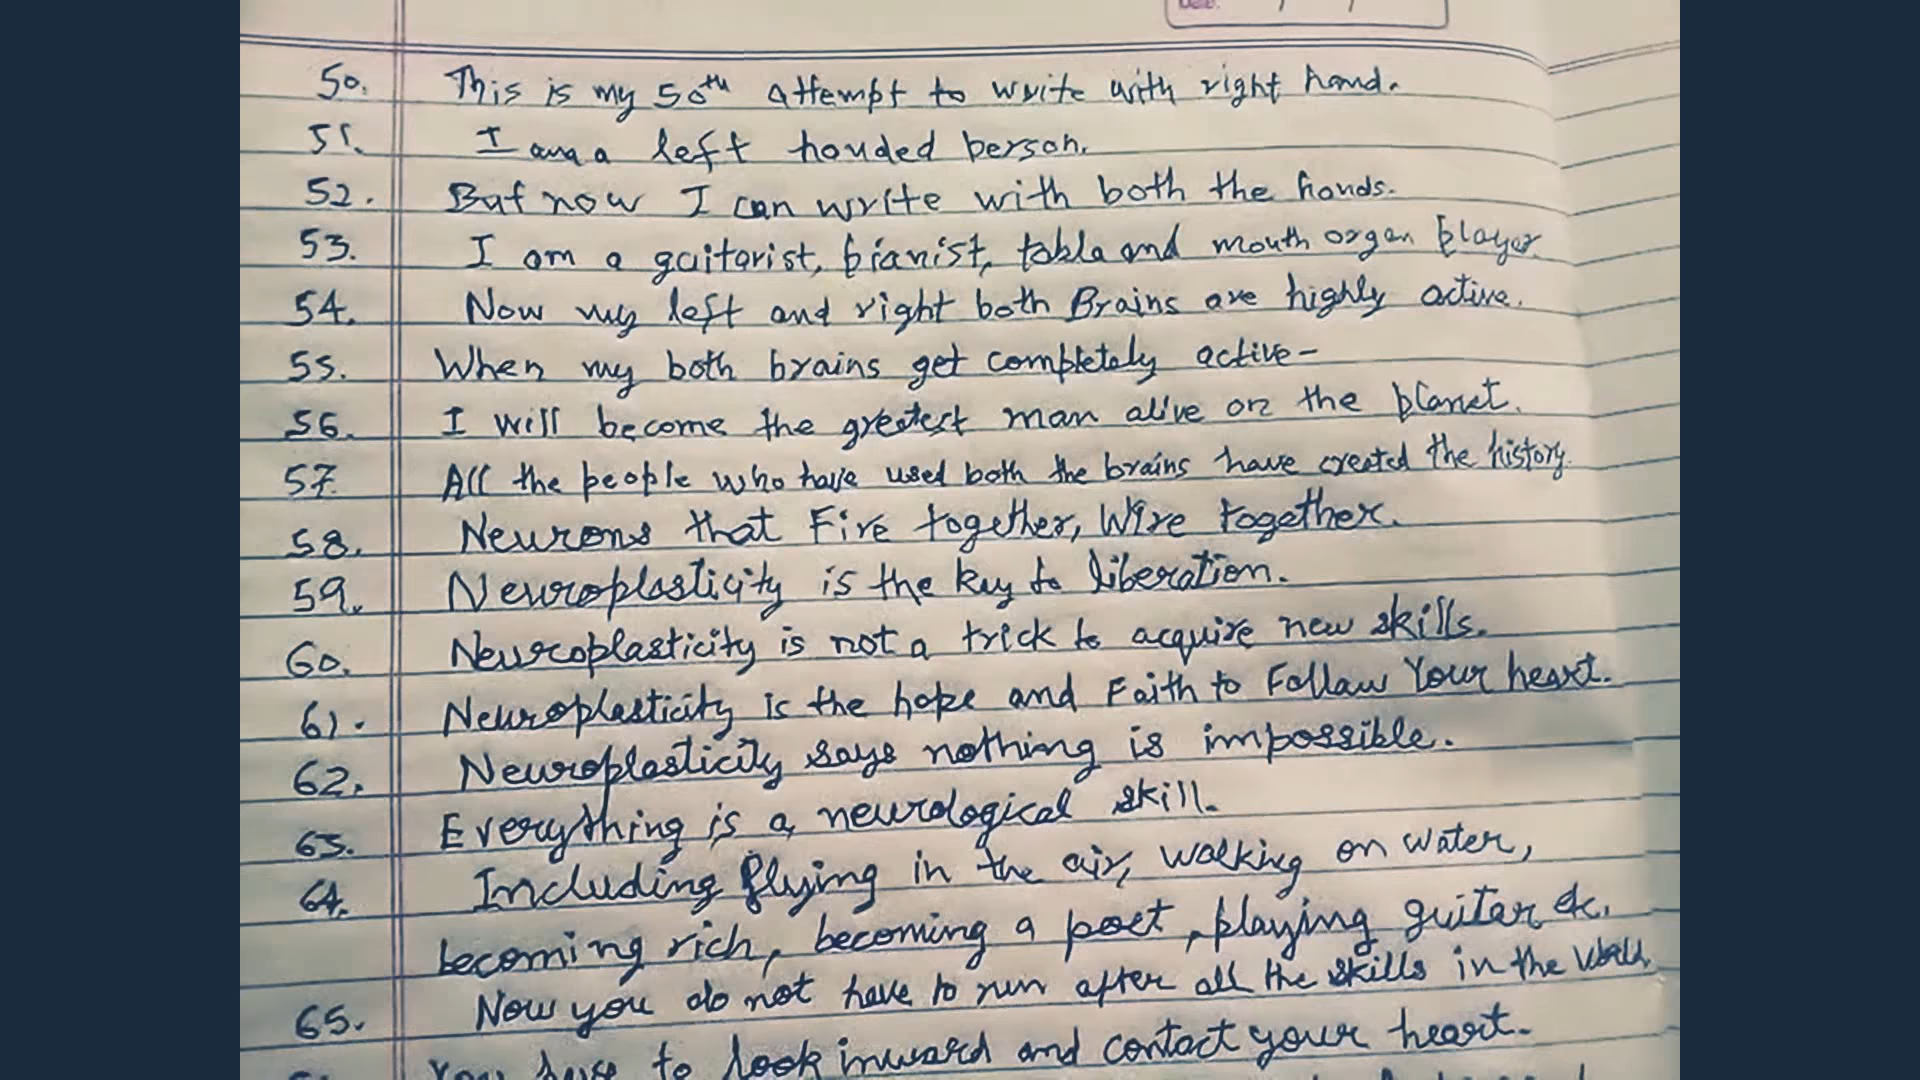 Date:
50. This is my 50th attempt to write with right hand.
51. I am a left handed person.
52. But now I can write with both the hands.
53. I am a guitarist, pianist, tabla and mouth organ player.
54. Now my left and right both Brains are highly active.
55. When my both brains get completely active-
56. I will become the greatest man alive on the planet.
57. All the people who have used both the brains have created the history.
58. Neurons that Fire together, Wire together.
59. Neuroplasticity is the key to liberation.
60. Neuroplasticity is not a trick to acquire new skills.
61. Neuroplasticity is the hope and Faith to Follow Your heart.
62. Neuroplasticity says nothing is impossible.
63. Everything is a neurological skill.
64. Including flying in the air, walking on water,
becoming rich, becoming a poet, playing guitar etc.
65. Now you do not have to run after all the skills in the world.
You have to look inward and contact your heart.